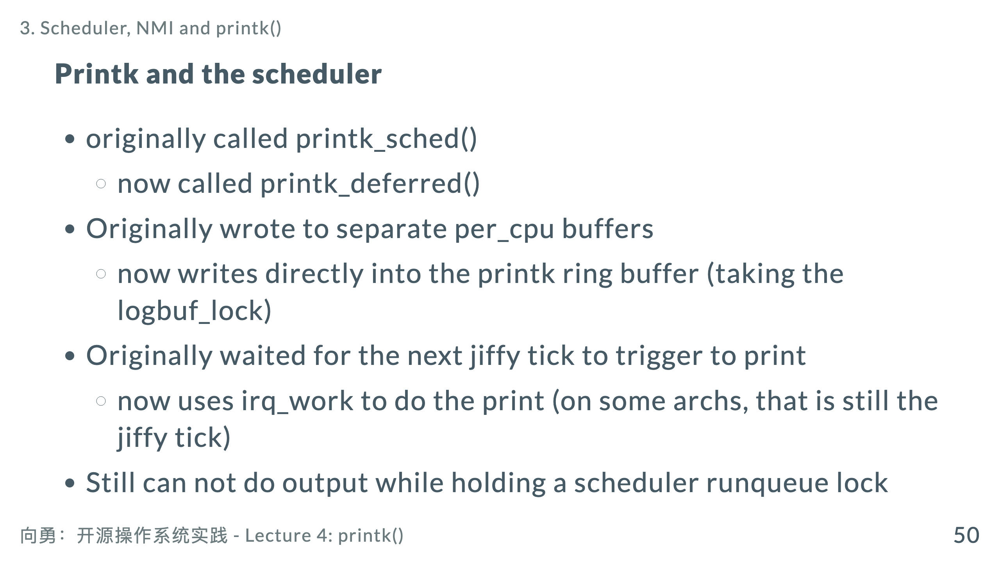 3. Scheduler, NMI and printk()
Printk and the scheduler
• originally called printk_sched()
○ now called printk_deferred()
• Originally wrote to separate per_cpu buffers
○ now writes directly into the printk ring buffer (taking the
logbuf_lock)
• Originally waited for the next jiffy tick to trigger to print
○ now uses irq_work to do the print (on some archs, that is still the
jiffy tick)
• Still can not do output while holding a scheduler runqueue lock
向勇：开源操作系统实践 - Lecture 4: printk()
50